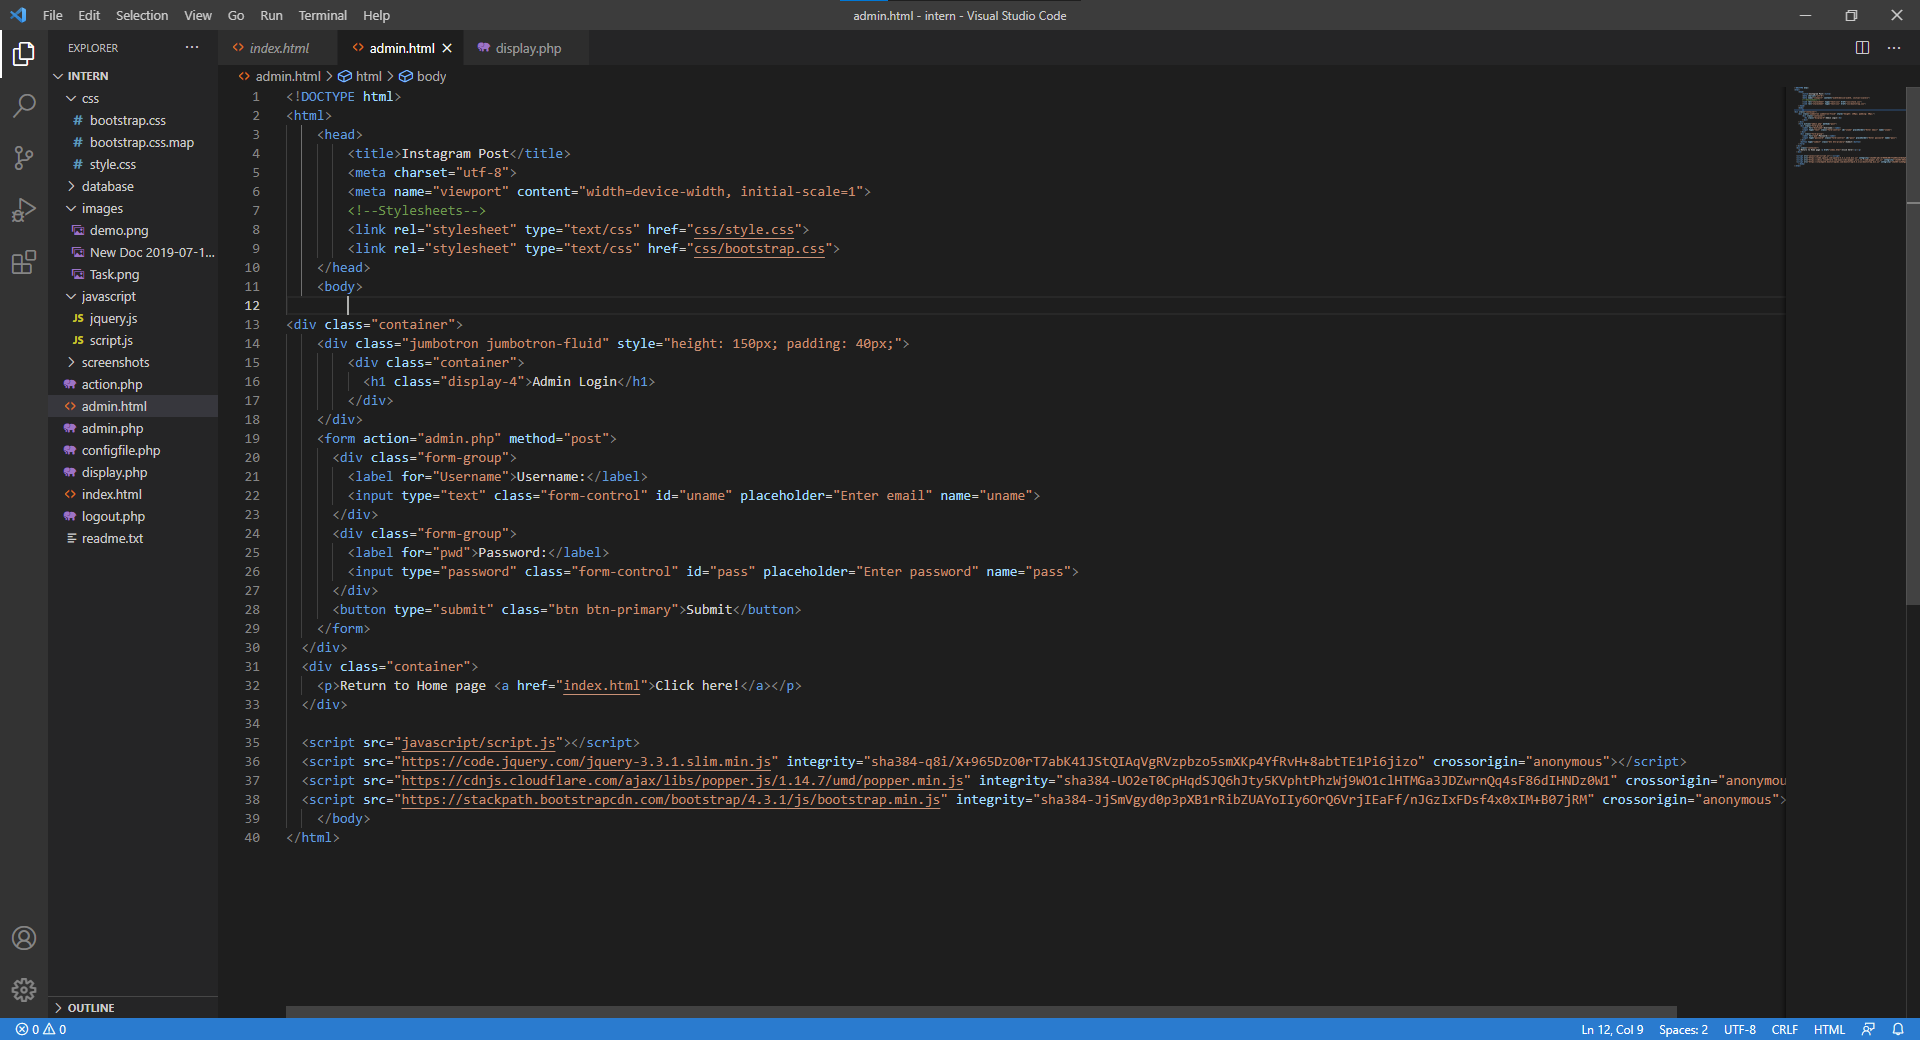 File Edit Selection View Go Run Terminal Help
admin.html - intern - Visual Studio Code
EXPLORER
INTERN
css
bootstrap.css
bootstrap.css.map
style.css
database
images
demo.png
New Doc 2019-07-1...
Task.png
javascript
JS jquery.js
JS script.js
screenshots
action.php
admin.html
admin.php
configfile.php
display.php
index.html
logout.php
readme.txt
OUTLINE
index.html admin.html display.php
admin.html > html > body
1 <!DOCTYPE html>
2 <html>
3 <head>
4 <title>Instagram Post</title>
5 <meta charset="utf-8">
6 <meta name="viewport" content="width=device-width, initial-scale=1">
7 <!--Stylesheets-->
8 <link rel="stylesheet" type="text/css" href="css/style.css">
9 <link rel="stylesheet" type="text/css" href="css/bootstrap.css">
10 </head>
11 <body>
12
13 <div class="container">
14 <div class="jumbotron jumbotron-fluid" style="height: 150px; padding: 40px;">
15 <div class="container">
16 <h1 class="display-4">Admin Login</h1>
17 </div>
18 </div>
19 <form action="admin.php" method="post">
20 <div class="form-group">
21 <label for="Username">Username:</label>
22 <input type="text" class="form-control" id="uname" placeholder="Enter email" name="uname">
23 </div>
24 <div class="form-group">
25 <label for="pwd">Password:</label>
26 <input type="password" class="form-control" id="pass" placeholder="Enter password" name="pass">
27 </div>
28 <button type="submit" class="btn btn-primary">Submit</button>
29 </form>
30 </div>
31 <div class="container">
32 <p>Return to Home page <a href="index.html">Click here!</a></p>
33 </div>
34
35 <script src="javascript/script.js"></script>
36 <script src="https://code.jquery.com/jquery-3.3.1.slim.min.js" integrity="sha384-q8i/X+965DzO0rT7abK41JStQIAqVgRVzpbzo5smXKp4YfRvH+8abtTE1Pi6jizo" crossorigin="anonymous"></script>
37 <script src="https://cdnjs.cloudflare.com/ajax/libs/popper.js/1.14.7/umd/popper.min.js" integrity="sha384-UO2eT0CpHqdSJQ6hJty5KVphtPhzWj9WO1clHTMGa3JDZwrnQq4sF86dIHNDz0W1" crossorigin="anonymou
38 <script src="https://stackpath.bootstrapcdn.com/bootstrap/4.3.1/js/bootstrap.min.js" integrity="sha384-JjSmVgyd0p3pXB1rRibZUAYoIIy6OrQ6VrjIEaFf/nJGzIxFDsf4x0xIM+B07jRM" crossorigin="anonymous">
39 </body>
40 </html>
0 0
Ln 12, Col 9 Spaces: 2 UTF-8 CRLF HTML